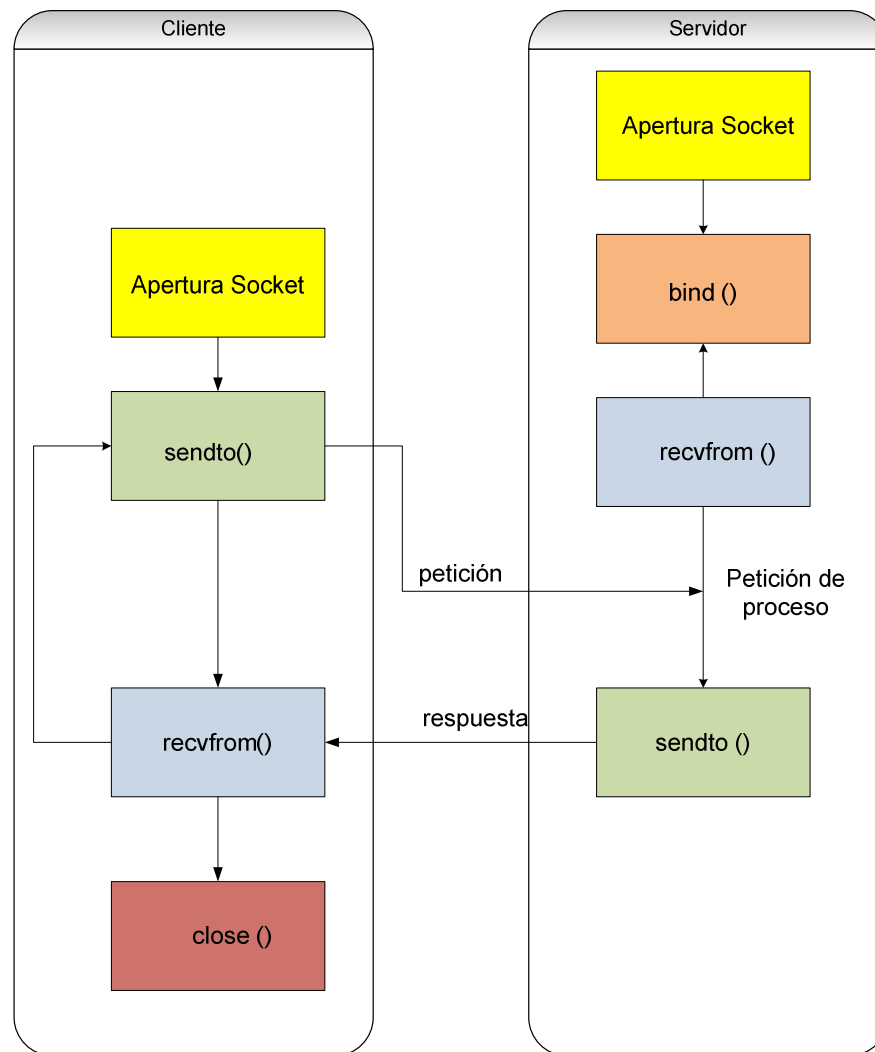 Cliente
Servidor
Apertura Socket
Apertura Socket
bind ()
sendto()
recvfrom ()
petición
Petición de
proceso
respuesta
recvfrom()
sendto ()
close ()